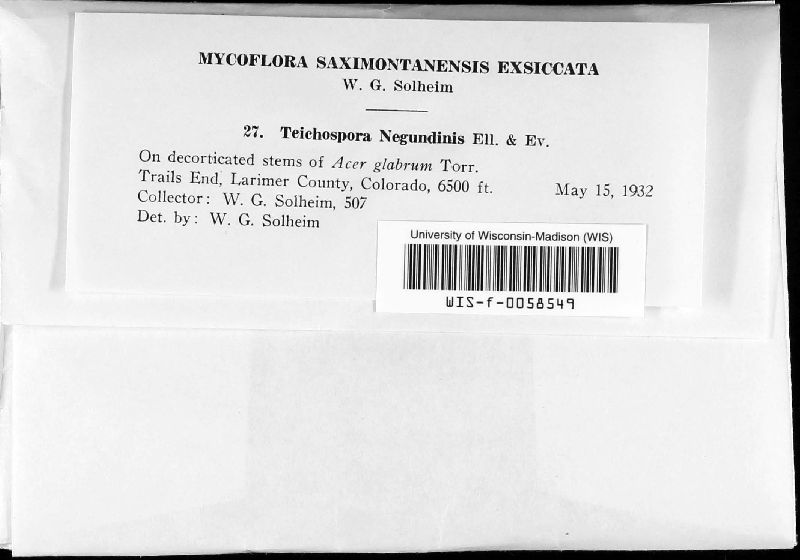 MYCOFLORA SAXIMONTANENSIS EXSICCATA
W. G. Solheim
27. Teichospora Negundinis Ell. & Ev.
On decorticated stems of Acer glabrum Torr.
Trails End, Larimer County, Colorado, 6500 ft. May 15, 1932
Collector: W. G. Solheim, 507
Det. by: W. G. Solheim
University of Wisconsin-Madison (WIS)
WIS-f-0058549